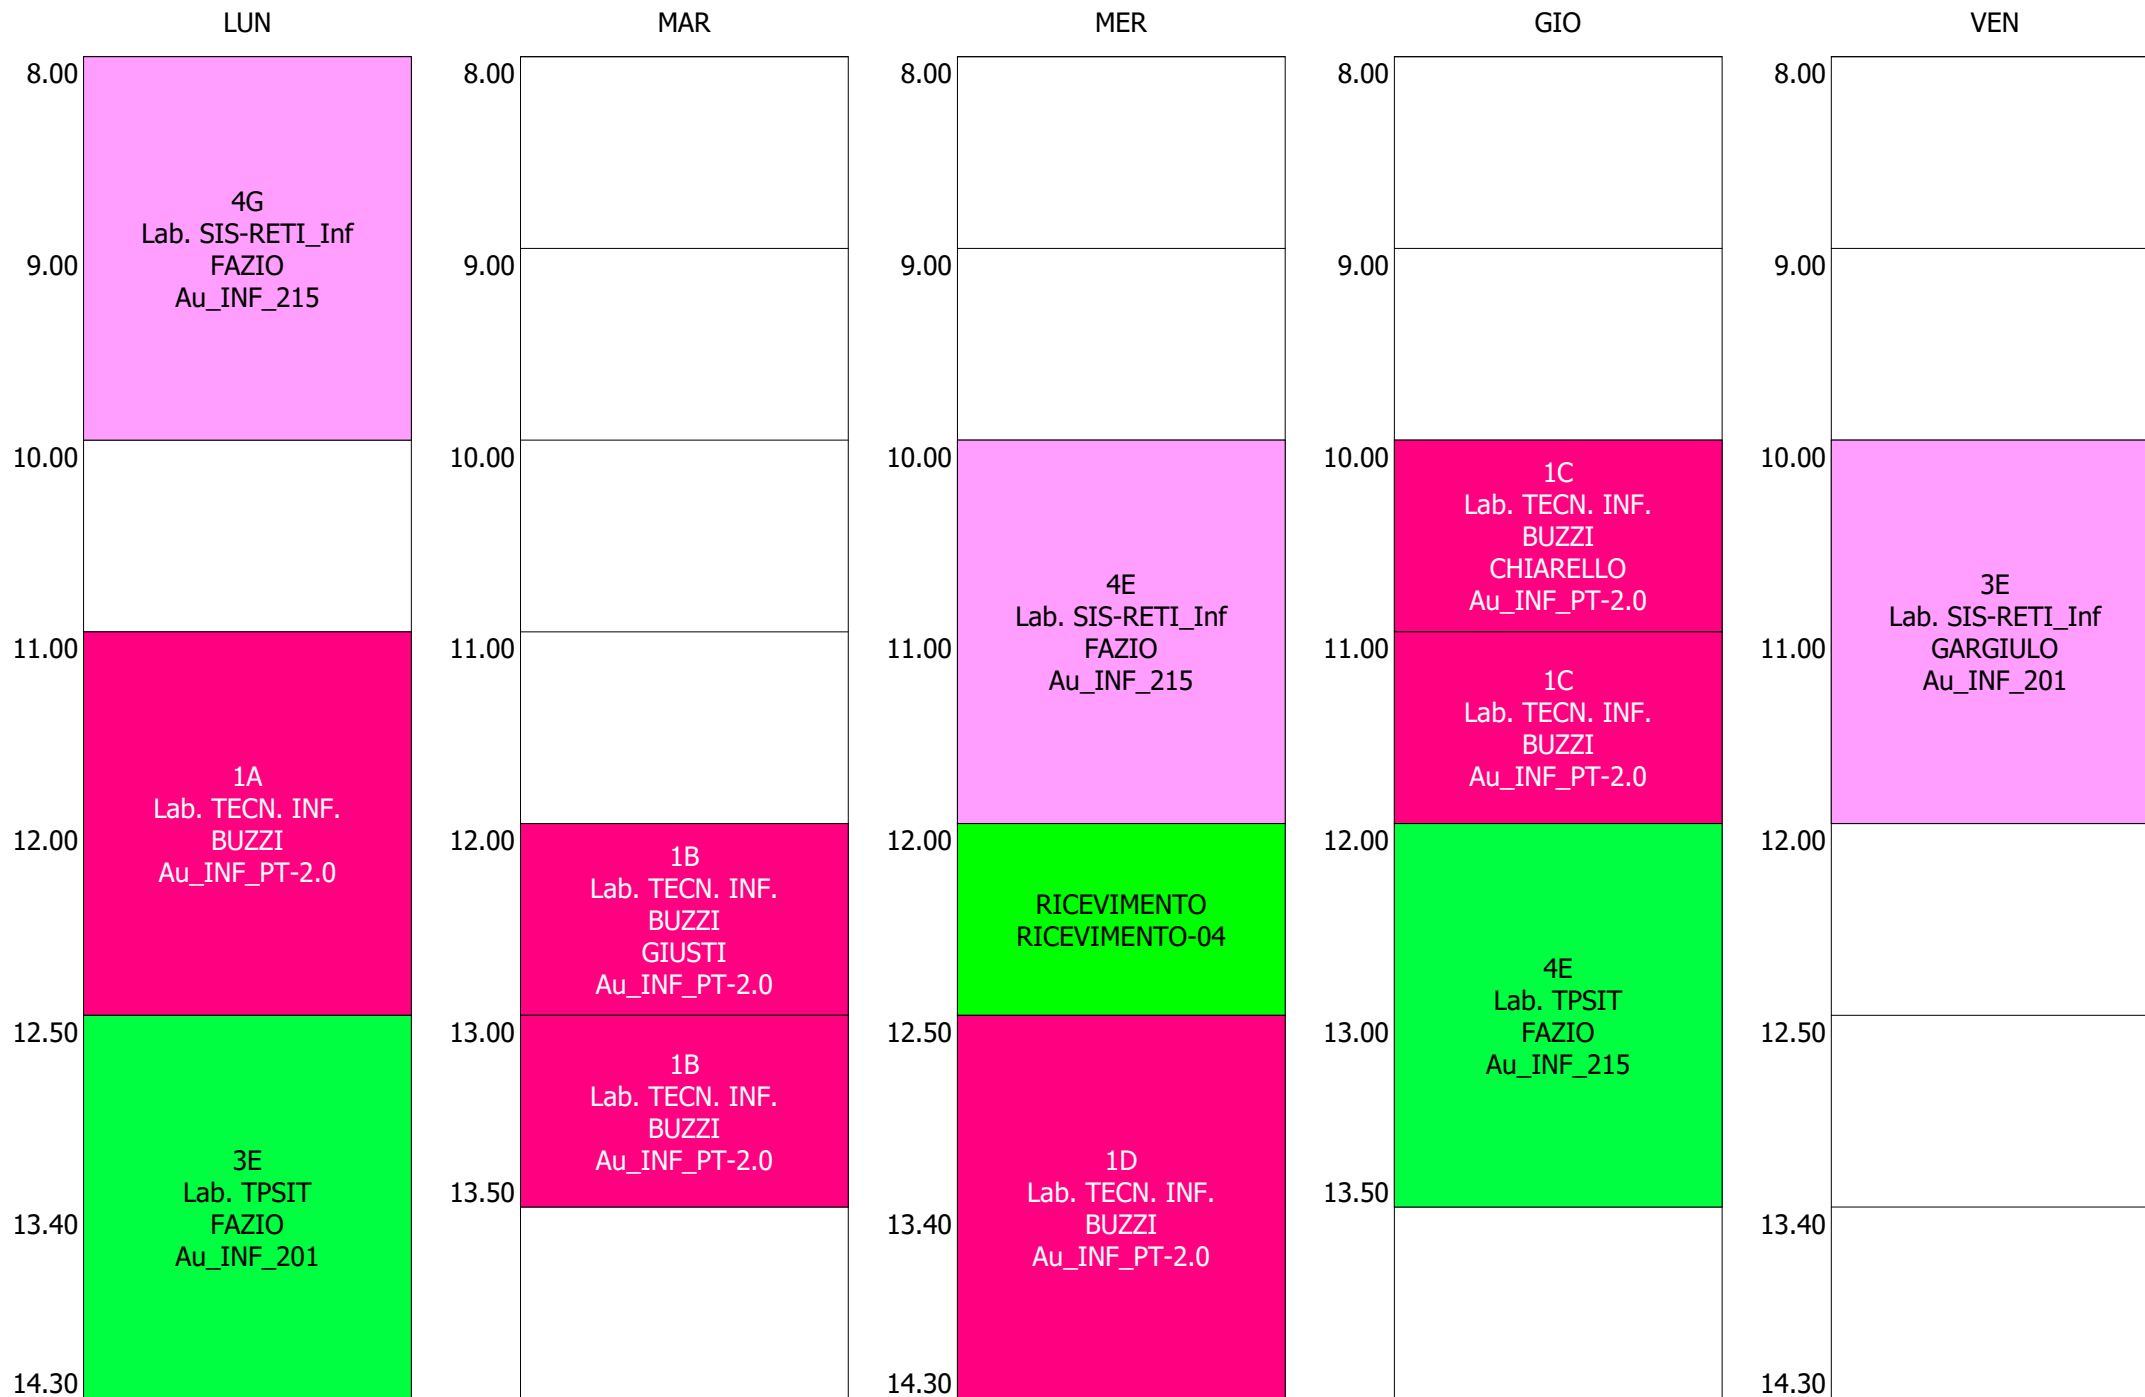 LUN
8.00
4G
Lab. SIS-RETI_Inf
FAZIO
Au_INF_215
9.00
10.00
11.00
1A
Lab. TECN. INF.
BUZZI
Au_INF_PT-2.0
12.00
12.50
3E
Lab. TPSIT
FAZIO
Au_INF_201
13.40
14.30
MAR
8.00
9.00
10.00
11.00
12.00
1B
Lab. TECN. INF.
BUZZI
GIUSTI
Au_INF_PT-2.0
13.00
1B
Lab. TECN. INF.
BUZZI
Au_INF_PT-2.0
13.50
MER
8.00
9.00
10.00
4E
Lab. SIS-RETI_Inf
FAZIO
Au_INF_215
11.00
12.00
RICEVIMENTO
RICEVIMENTO-04
12.50
1D
Lab. TECN. INF.
BUZZI
Au_INF_PT-2.0
13.40
14.30
GIO
8.00
9.00
10.00
1C
Lab. TECN. INF.
BUZZI
CHIARELLO
Au_INF_PT-2.0
11.00
1C
Lab. TECN. INF.
BUZZI
Au_INF_PT-2.0
12.00
4E
Lab. TPSIT
FAZIO
Au_INF_215
13.00
13.50
VEN
8.00
9.00
10.00
3E
Lab. SIS-RETI_Inf
GARGIULO
Au_INF_201
11.00
12.00
12.50
13.40
14.30